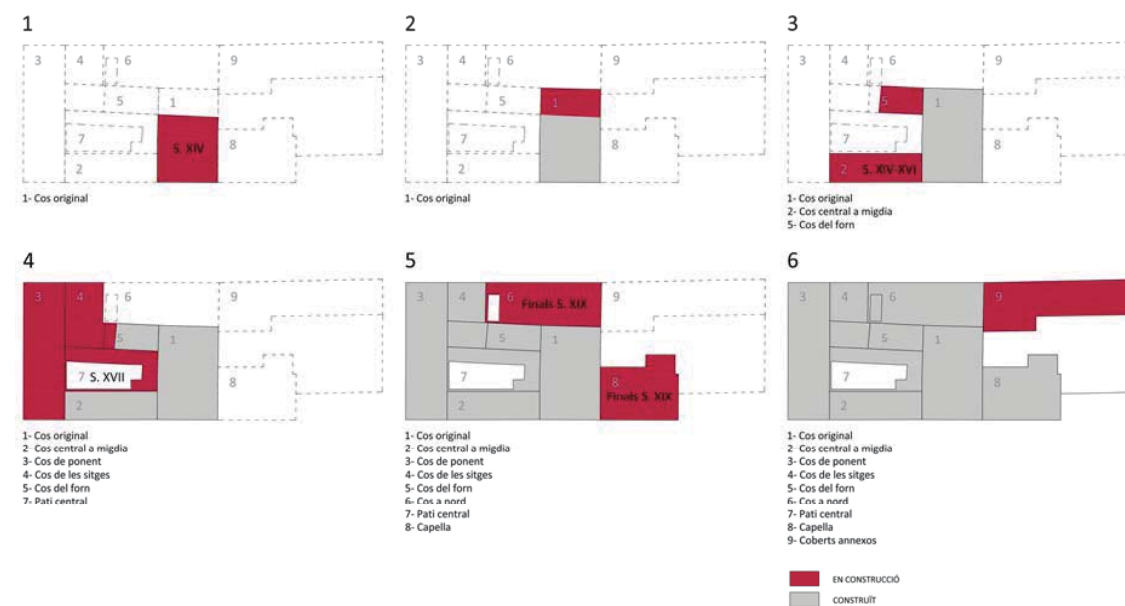 1
3
4
6
9
5
1
7
S. XIV
8
2
1- Cos original
2
3
4
6
9
5
1
7
8
2
1- Cos original
3
3
4
6
9
5
1
7
8
2
S. XIV-XVI
1- Cos original
2- Cos central a migdia
5- Cos del forn
4
3
4
6
9
5
1
7
S. XVII
8
2
1- Cos original
2- Cos central a migdia
3- Cos de ponent
4- Cos de les sitges
5- Cos del forn
7- Pati central
5
3
4
6
Finals S. XIX
9
5
1
7
8
Finals S. XIX
2
1- Cos original
2- Cos central a migdia
3- Cos de ponent
4- Cos de les sitges
5- Cos del forn
6- Cos a nord
7- Pati central
8- Capella
6
3
4
6
9
5
1
7
8
2
1- Cos original
2- Cos central a migdia
3- Cos de ponent
4- Cos de les sitges
5- Cos del forn
6- Cos a nord
7- Pati central
8- Capella
9- Coberts annexos
EN CONSTRUCCIÓ
CONSTRUÏT